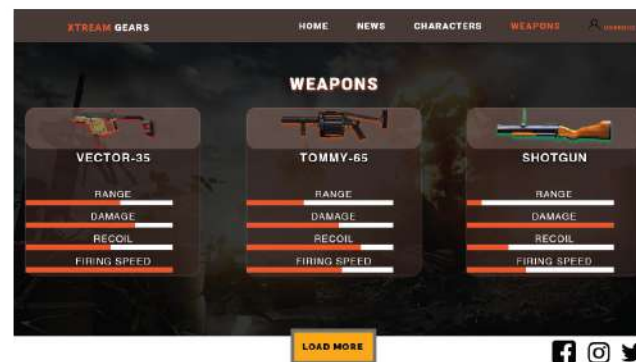 XTREAM GEARS HOME NEWS CHARACTERS WEAPONS
WEAPONS
VECTOR-35 TOMMY-65 SHOTGUN
RANGE RANGE RANGE
DAMAGE DAMAGE DAMAGE
RECOIL RECOIL RECOIL
FIRING SPEED FIRING SPEED FIRING SPEED
LOAD MORE